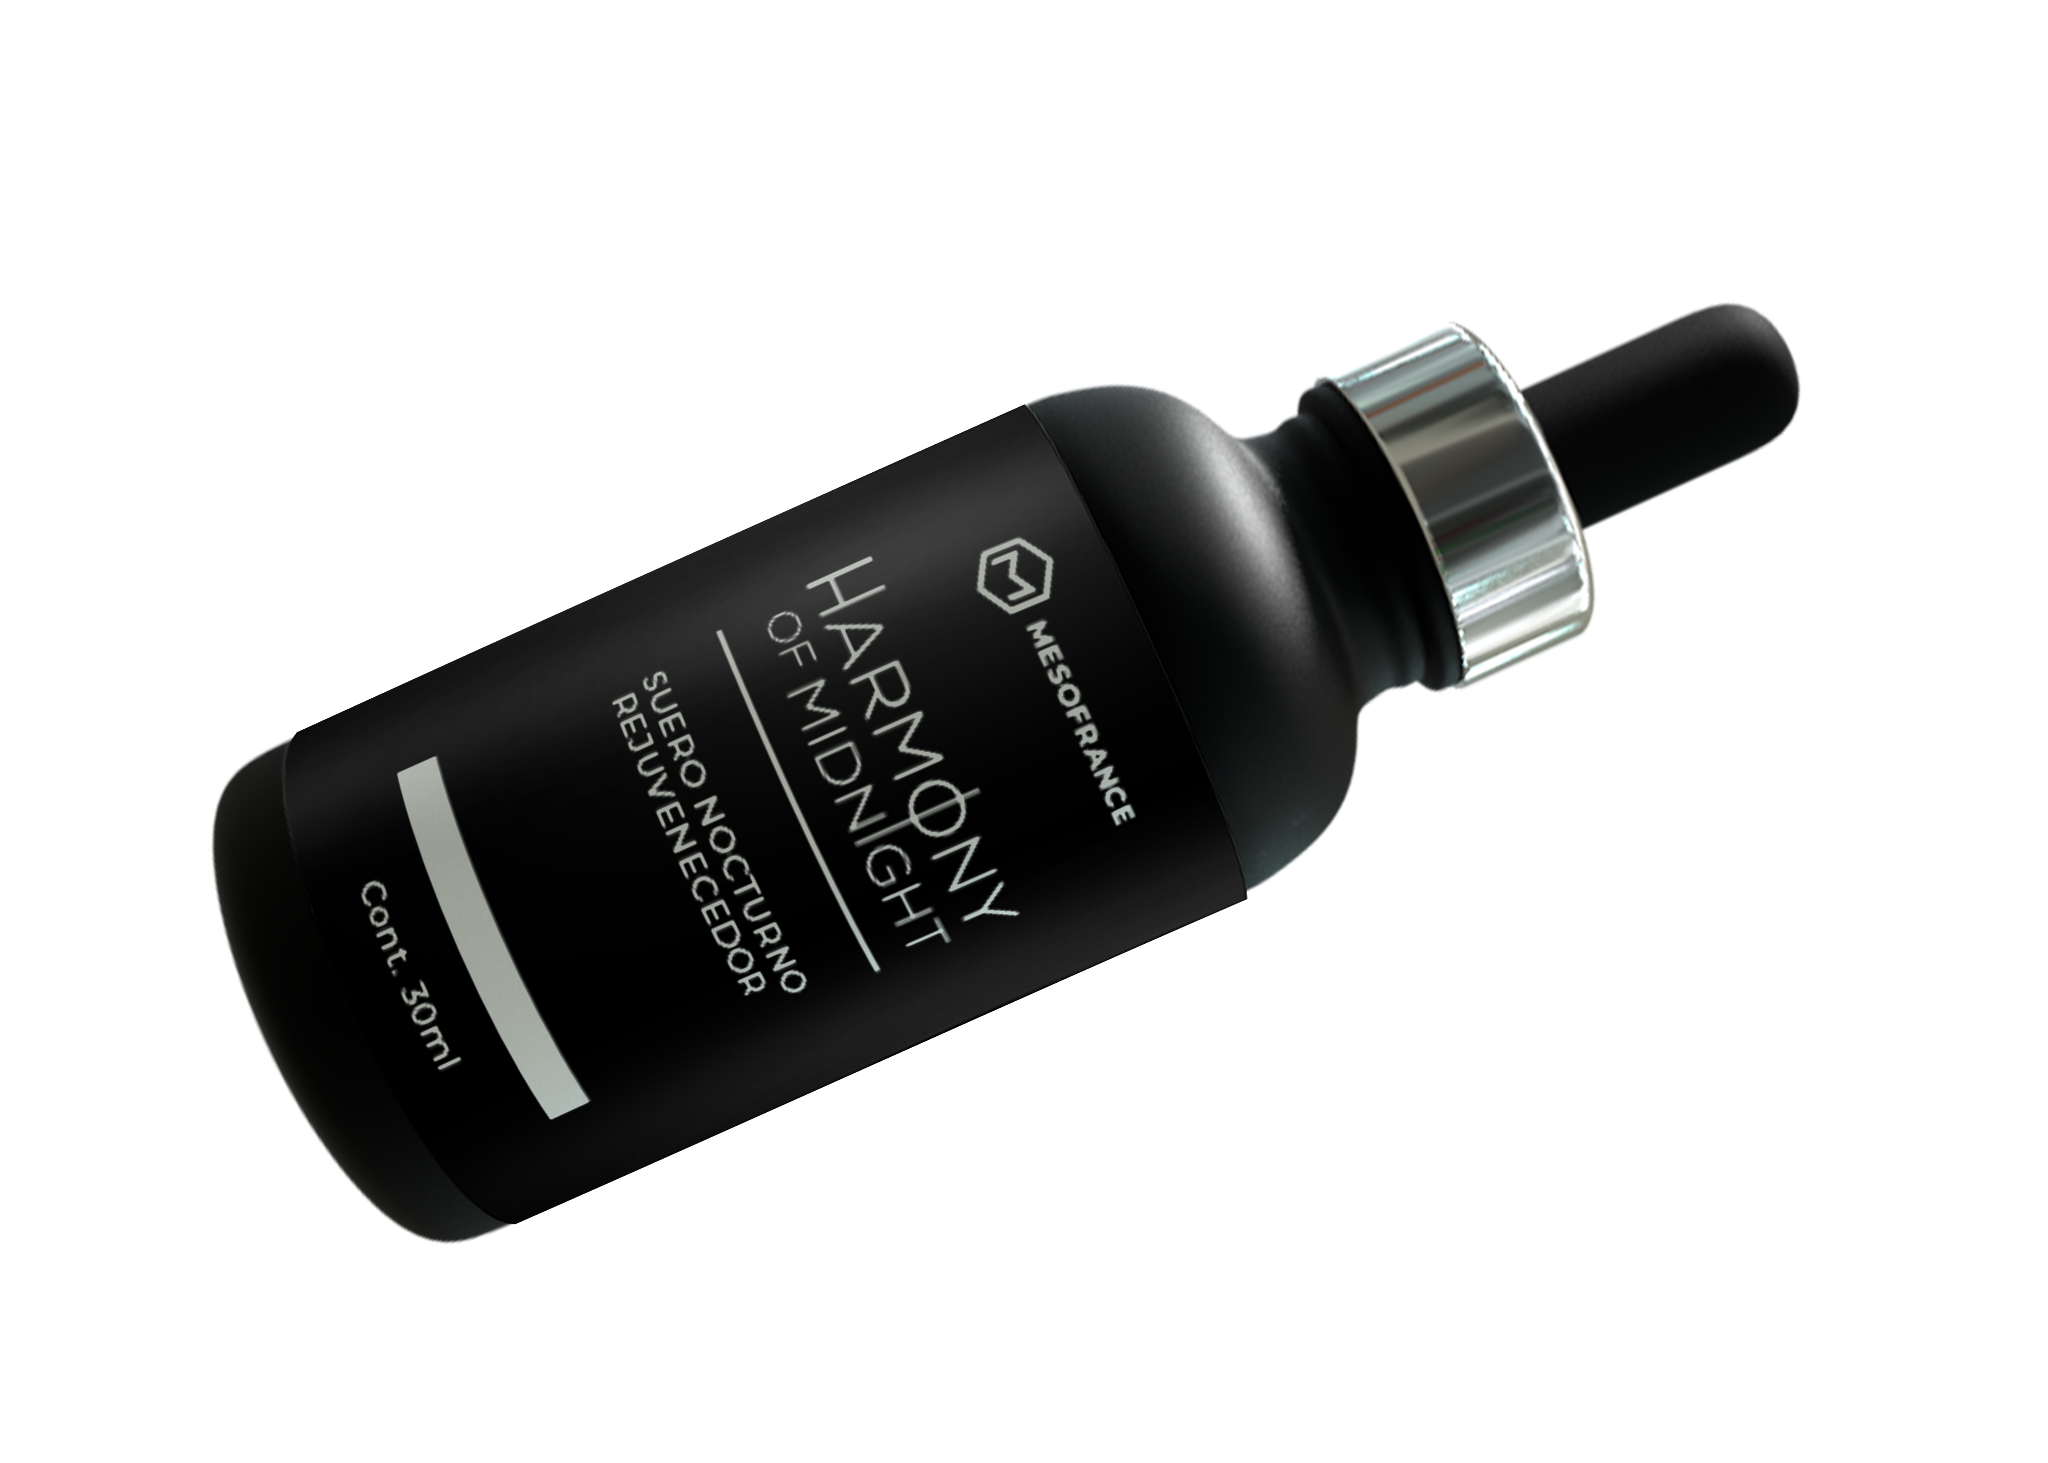 MESOFRANCE
HARMONY
OF MIDNIGHT
SUERO NOCTURNO
REJUVENECEDOR
Cont. 30ml